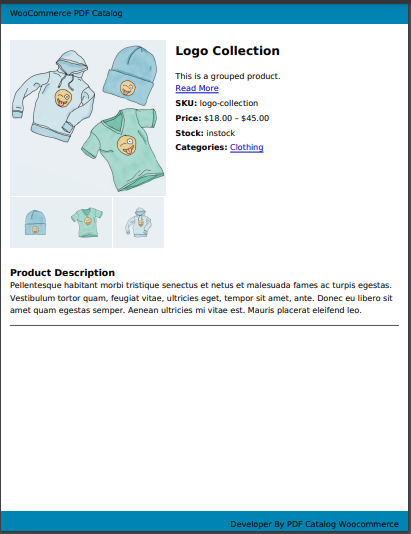 WooCommerce PDF Catalog
Logo Collection
This is a grouped product.
Read More
SKU: logo-collection
Price: $18.00 – $45.00
Stock: instock
Categories: Clothing
Product Description
Pellentesque habitant morbi tristique senectus et netus et malesuada fames ac turpis egestas.
Vestibulum tortor quam, feugiat vitae, ultricies eget, tempor sit amet, ante. Donec eu libero sit
amet quam egestas semper. Aenean ultricies mi vitae est. Mauris placerat eleifend leo.
Developer By PDF Catalog Woocommerce